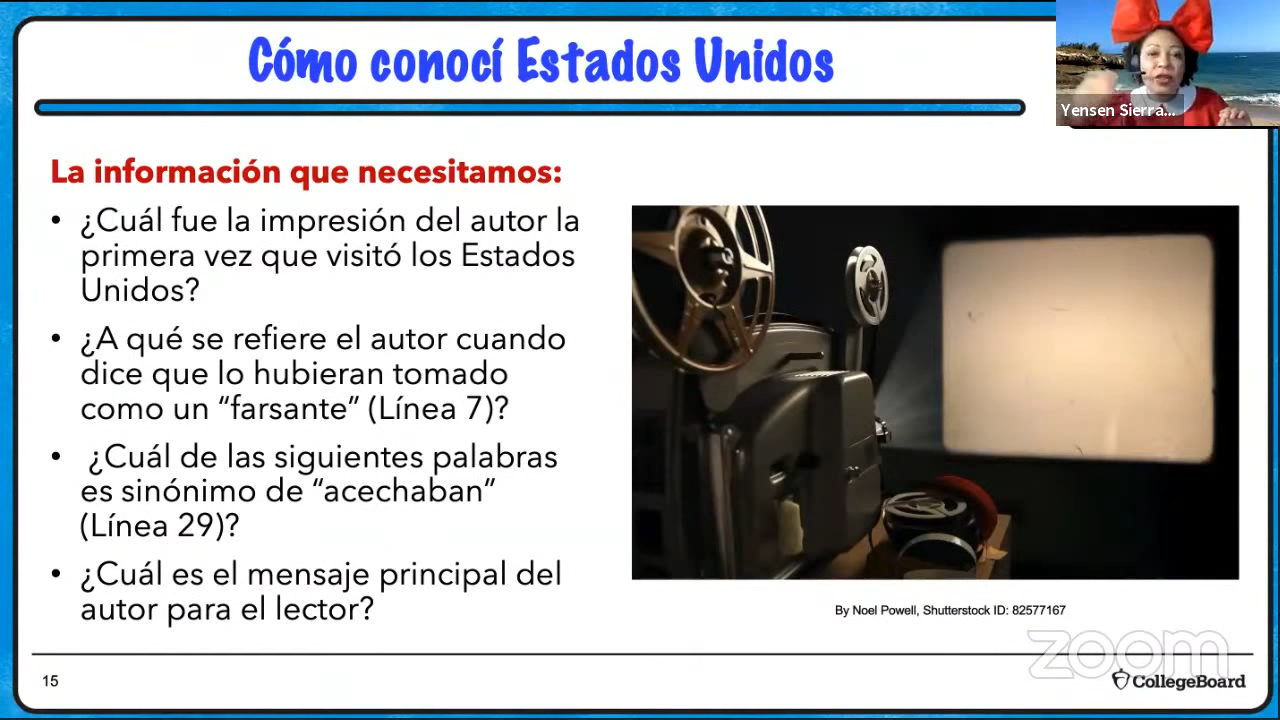 Cómo conocí Estados Unidos
Yensen Sierra...
La información que necesitamos:
• ¿Cuál fue la impresión del autor la
primera vez que visitó los Estados
Unidos?
• ¿A qué se refiere el autor cuando
dice que lo hubieran tomado
como un “farsante” (Línea 7)?
• ¿Cuál de las siguientes palabras
es sinónimo de “acechaban”
(Línea 29)?
• ¿Cuál es el mensaje principal del
autor para el lector?
By Noel Powell, Shutterstock ID: 82577167
zoom
15
CollegeBoard